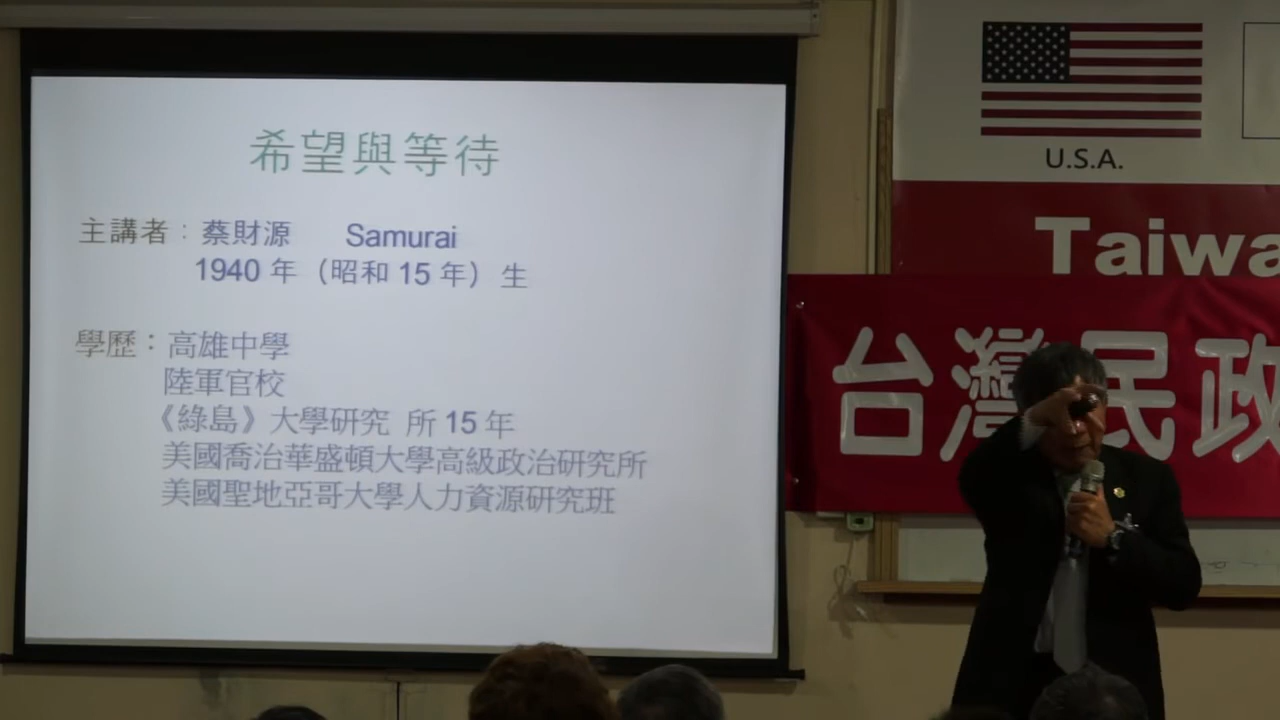 希望與等待
主講者：蔡財源 Samurai
1940 年（昭和 15 年）生
學歷：高雄中學
陸軍官校
《綠島》大學研究 所 15 年
美國喬治華盛頓大學高級政治研究所
美國聖地亞哥大學人力資源研究班
U.S.A.
Taiwa
台灣民政